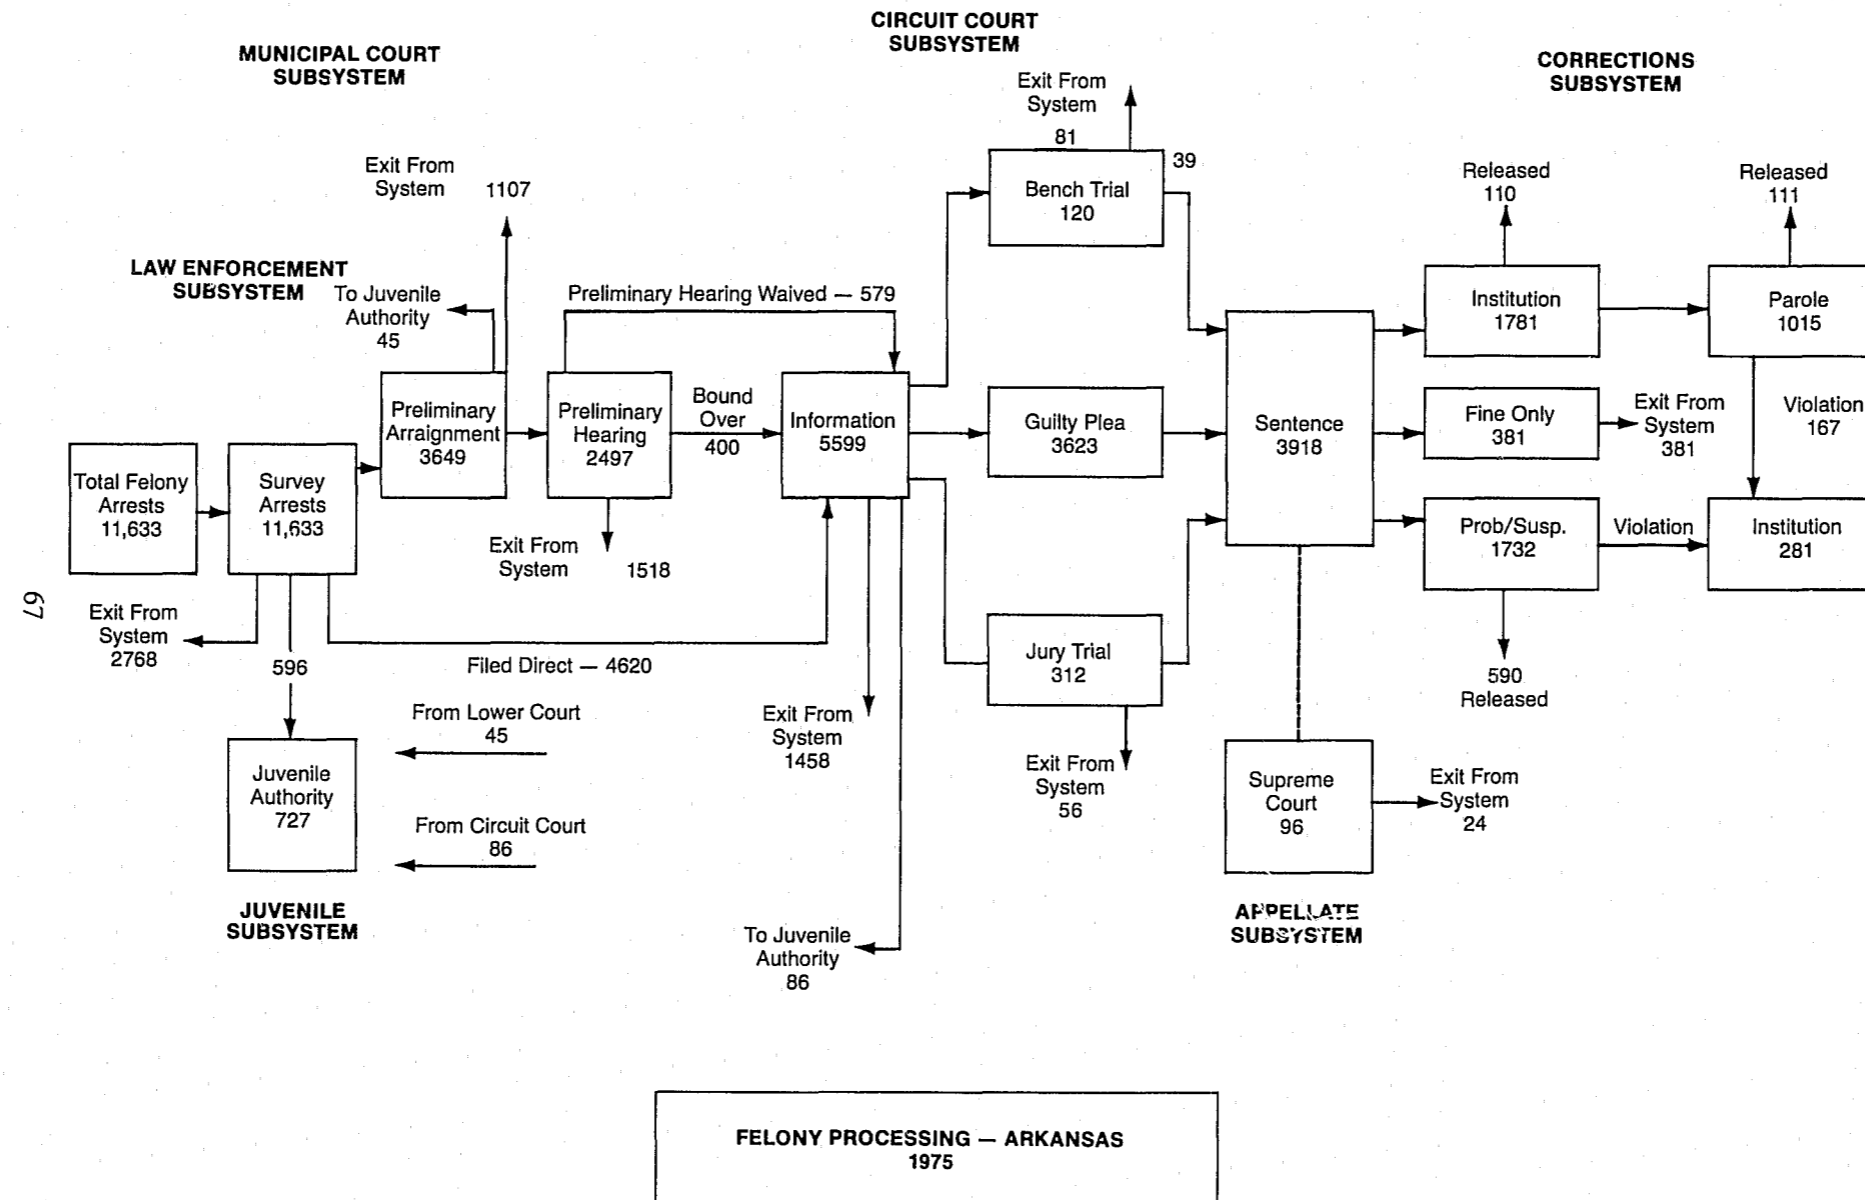 CIRCUIT COURT
SUBSYSTEM
MUNICIPAL COURT
SUBSYSTEM
CORRECTIONS
SUBSYSTEM
Exit From
System
81
39
Bench Trial
120
Exit From
System
1107
Released
110
Released
111
LAW ENFORCEMENT
SUBSYSTEM
To Juvenile
Authority
45
Preliminary Hearing Waived — 579
Institution
1781
Parole
1015
Preliminary
Arraignment
3649
Preliminary
Hearing
2497
Bound
Over
400
Information
5599
Guilty Plea
3623
Sentence
3918
Fine Only
381
Exit From
System
381
Violation
167
Total Felony
Arrests
11,633
Survey
Arrests
11,633
Exit From
System
1518
Prob/Susp.
1732
Violation
Institution
281
67
Exit From
System
2768
596
Filed Direct — 4620
Jury Trial
312
590
Released
From Lower Court
45
Exit From
System
1458
Exit From
System
56
Juvenile
Authority
727
From Circuit Court
86
Supreme
Court
96
Exit From
System
24
JUVENILE
SUBSYSTEM
To Juvenile
Authority
86
APPELLATE
SUBSYSTEM
FELONY PROCESSING — ARKANSAS
1975